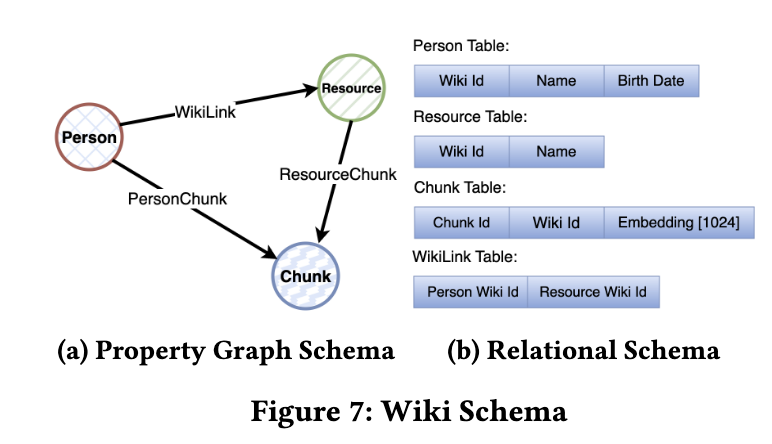 Person
WikiLink
Resource
PersonChunk
ResourceChunk
Chunk
(a) Property Graph Schema
Person Table:
Wiki Id Name Birth Date
Resource Table:
Wiki Id Name
Chunk Table:
Chunk Id Wiki Id Embedding [1024]
WikiLink Table:
Person Wiki Id Resource Wiki Id
(b) Relational Schema
Figure 7: Wiki Schema